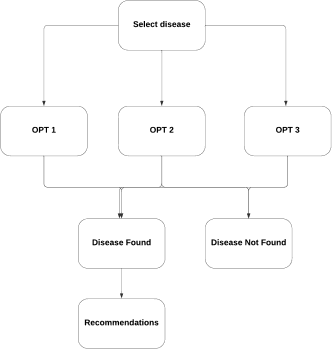 Select disease
OPT 1
OPT 2
OPT 3
Disease Found
Disease Not Found
Recommendations